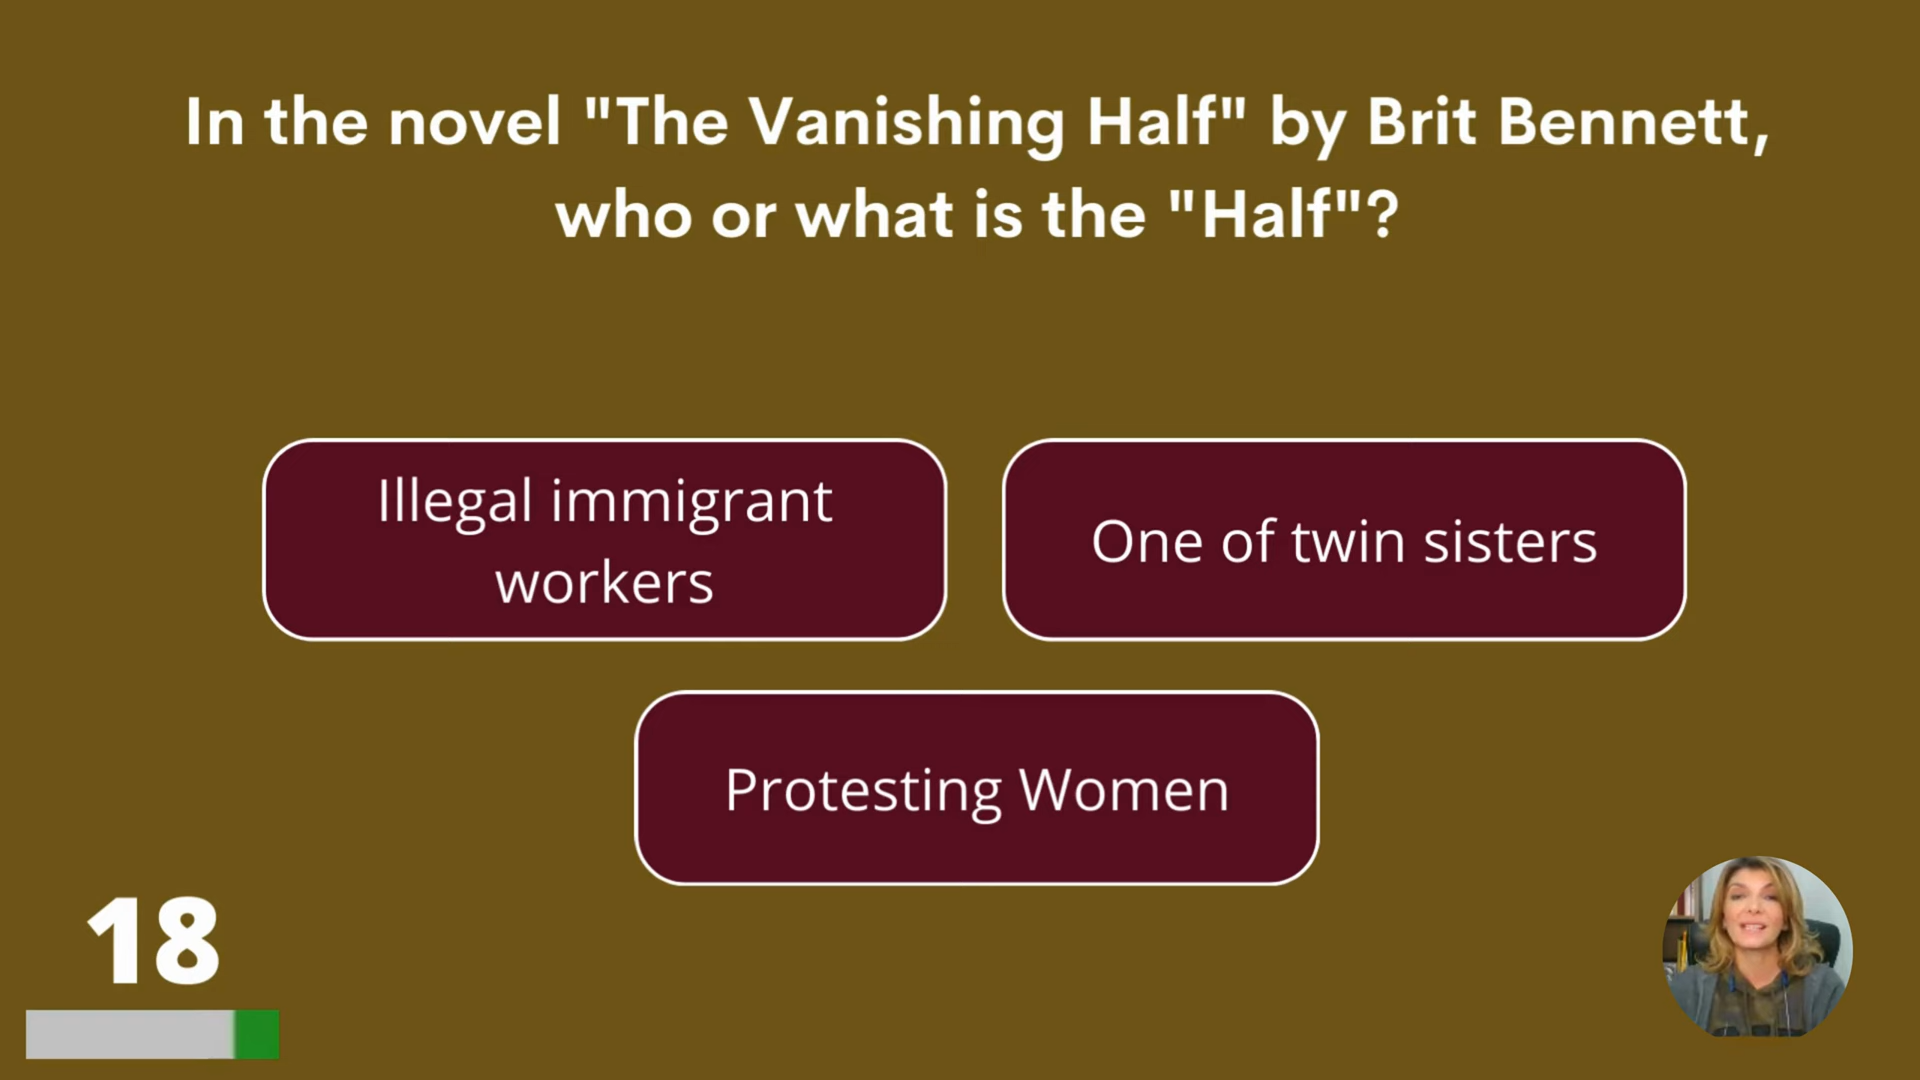 In the novel "The Vanishing Half" by Brit Bennett,
who or what is the "Half"?
Illegal immigrant
workers
One of twin sisters
Protesting Women
18